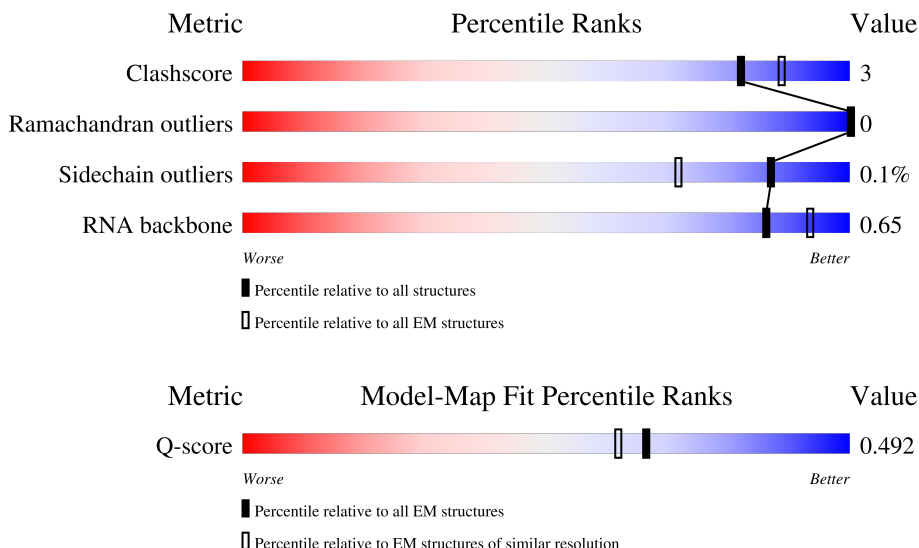 Metric Percentile Ranks Value
Clashscore 3
Ramachandran outliers 0
Sidechain outliers 0.1%
RNA backbone 0.65
Worse Better
Percentile relative to all structures
Percentile relative to all EM structures
Metric Model-Map Fit Percentile Ranks Value
Q-score 0.492
Worse Better
Percentile relative to all EM structures
Percentile relative to EM structures of similar resolution